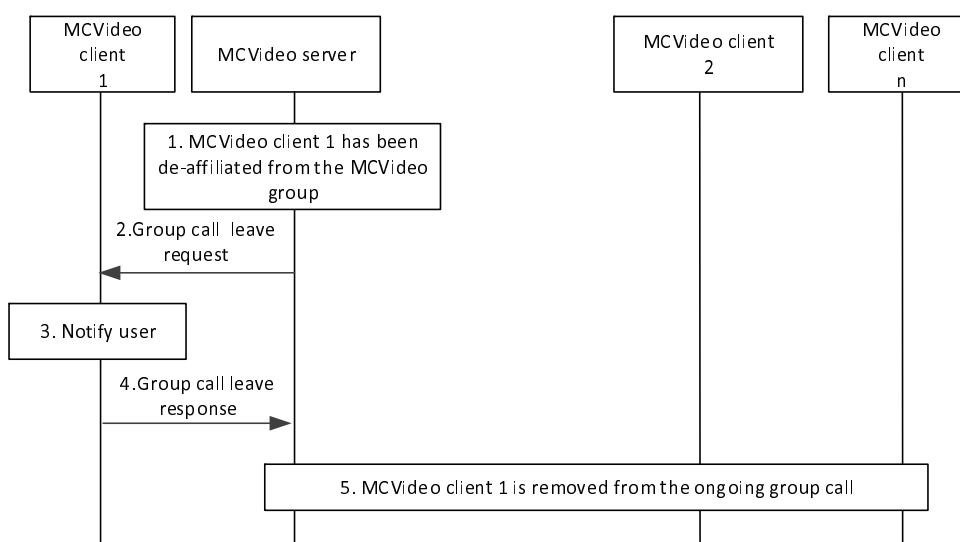 MCVideo
client
1
MCVideo server
MCVideo client
2
MCVideo
client
n
1. MCVideo client 1 has been
de-affiliated from the MCVideo
group
2.Group call leave
request
3. Notify user
4.Group call leave
response
5. MCVideo client 1 is removed from the ongoing group call